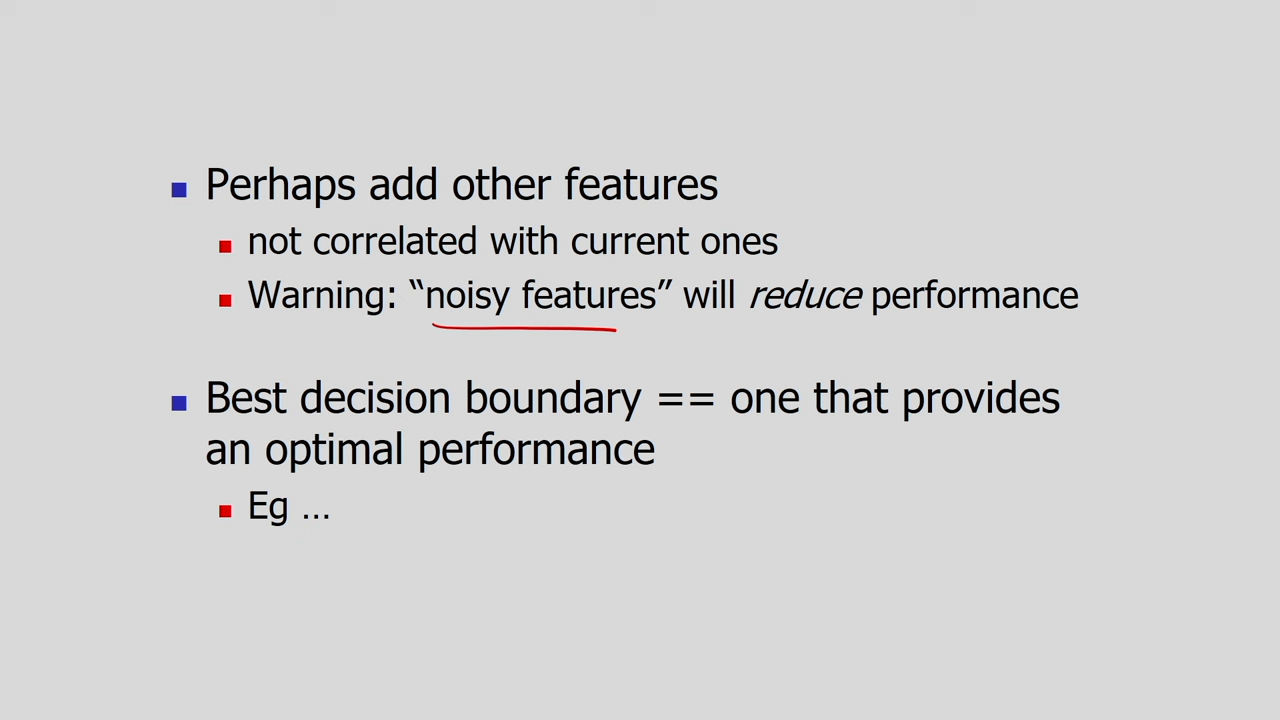 Perhaps add other features
not correlated with current ones
Warning: “noisy features” will reduce performance
Best decision boundary == one that provides
an optimal performance
Eg …